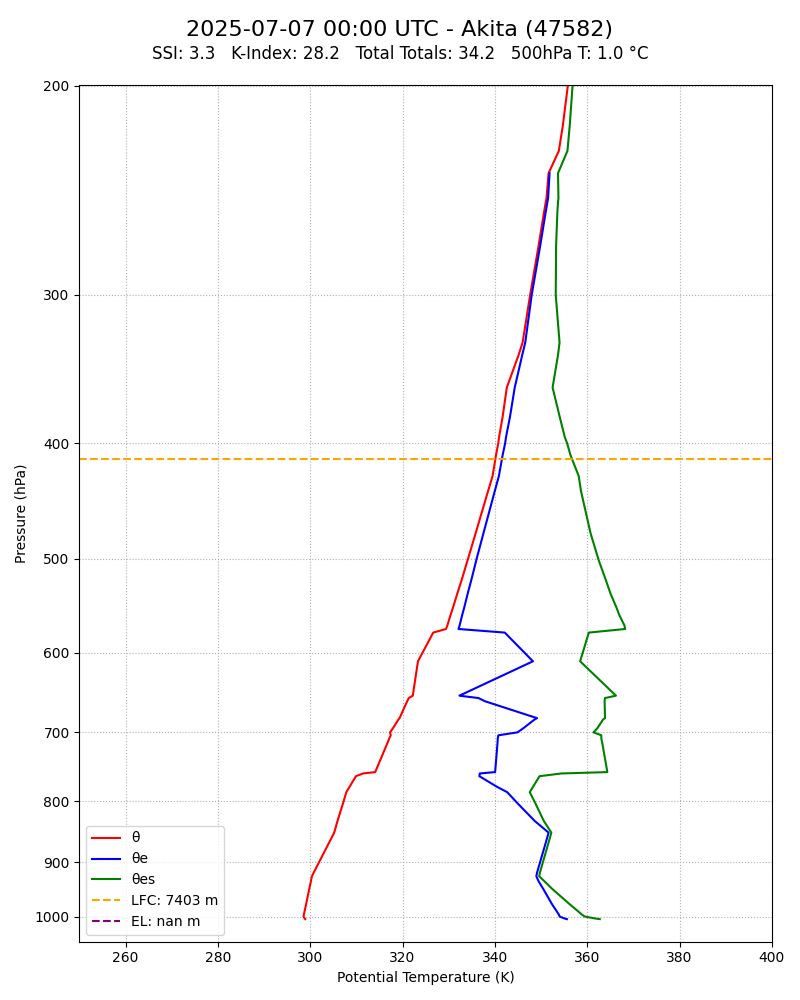 2025-07-07 00:00 UTC - Akita (47582)
SSI: 3.3 K-Index: 28.2 Total Totals: 34.2 500hPa T: 1.0 °C
200
300
400
500
600
700
800
900
1000
Pressure (hPa)
θ
θe
θes
LFC: 7403 m
EL: nan m
260 280 300 320 340 360 380 400
Potential Temperature (K)